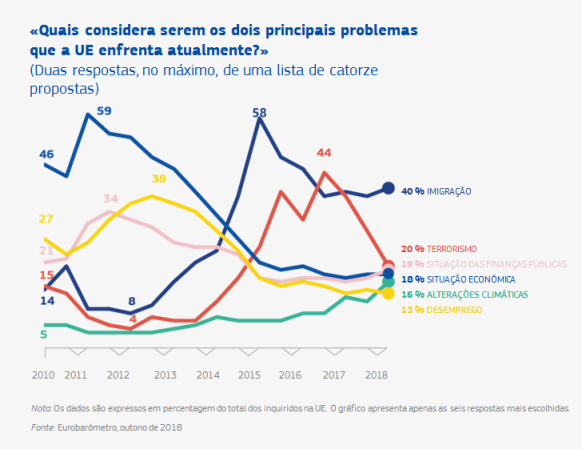 «Quais considera serem os dois principais problemas
que a UE enfrenta atualmente?»
(Duas respostas, no máximo, de uma lista de catorze
propostas)
59
58
46
44
38
34
27
21
15
14
8
4
5
40 % IMIGRAÇÃO
20 % TERRORISMO
19 % SITUAÇÃO DAS FINANÇAS PÚBLICAS
18 % SITUAÇÃO ECONÓMICA
16 % ALTERAÇÕES CLIMÁTICAS
13 % DESEMPREGO
2010 2011 2012 2013 2014 2015 2016 2017 2018
Nota: Os dados são expressos em percentagem do total dos inquiridos na UE. O gráfico apresenta apenas as seis respostas mais escolhidas.
Fonte: Eurobarómetro, outono de 2018